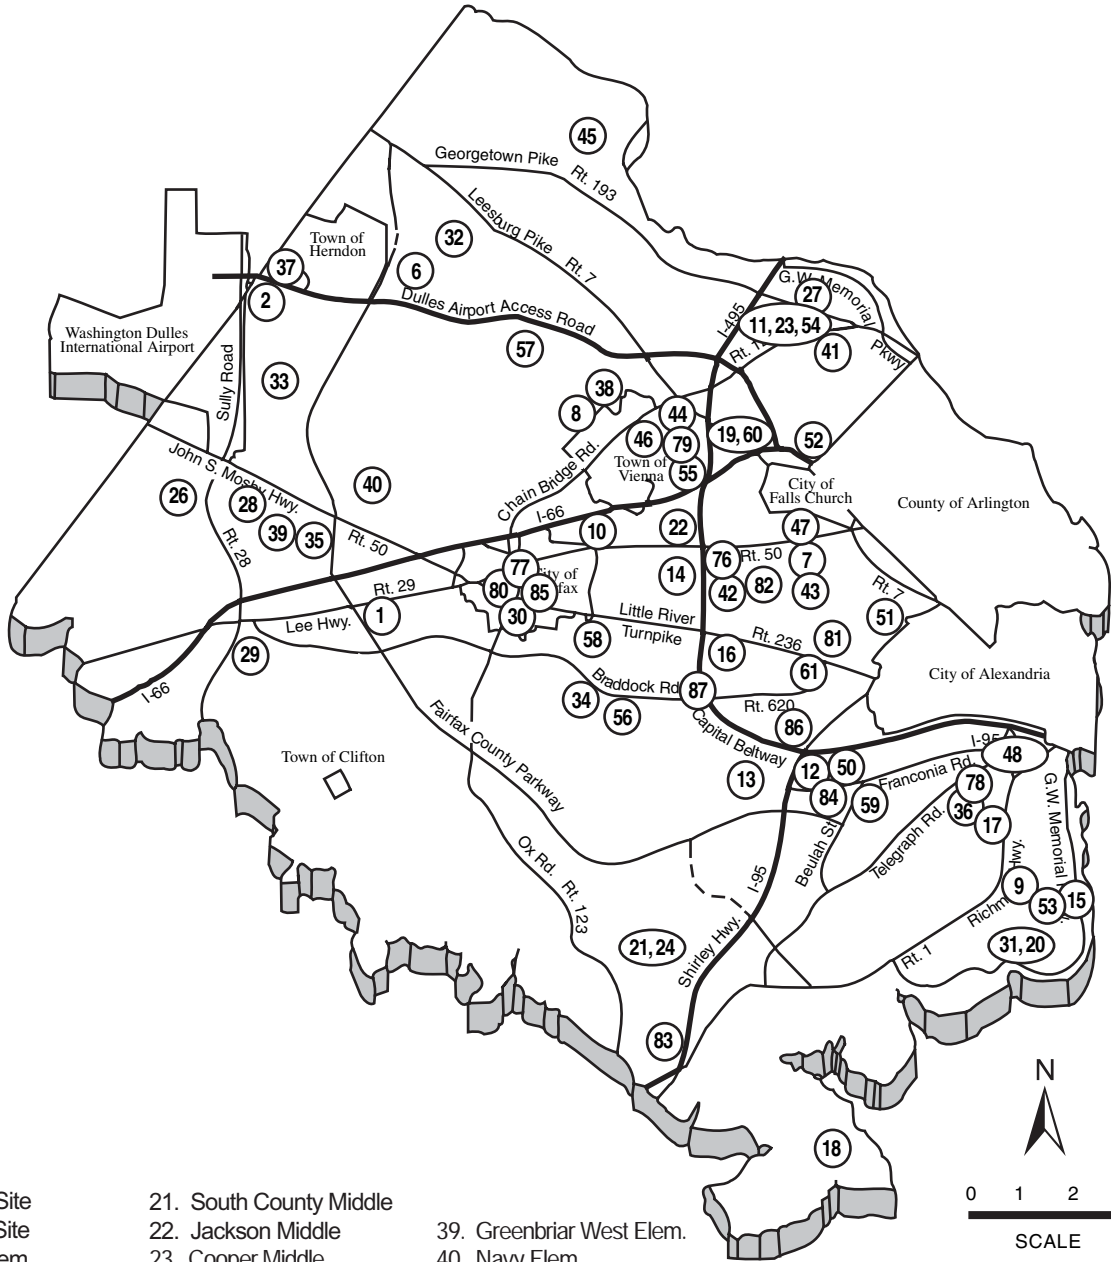 45
Georgetown Pike
Rt. 193
Leesburg Pike
Rt. 7
32
Town of
Herndon
37
6
2
Dulles Airport Access Road
G.W. Memorial
Pkwy
27
I-495
11, 23, 54
41
57
Washington Dulles
International Airport
Sully Road
33
38
8
44
46
79
19, 60
52
Town of
Vienna
55
Chain Bridge Rd.
City of
Falls Church
County of Arlington
John S. Mosby Hwy.
26
28
40
39
35
Rt. 50
Rt. 28
I-66
10
22
47
76
Rt. 50
7
77
14
42
82
43
80
85
Rt. 29
Rt. 7
51
Lee Hwy.
1
30
Little River
Turnpike
58
Rt. 236
81
16
61
29
I-66
City of Alexandria
Braddock Rd
87
34
56
Rt. 620
86
Capital Beltway
Fairfax County Parkway
Town of Clifton
I-95
48
12
50
13
Franconia Rd.
78
84
59
36
17
G.W. Memorial
Beulah St
Telegraph Rd.
Ox Rd.
Rt. 123
I-95
Hwy.
9
53
15
Richm
21, 24
Shirley Hwy.
31, 20
Rt. 1
83
N
18
0 1 2
SCALE
Site
21. South County Middle
Site
22. Jackson Middle
39. Greenbriar West Elem.
23. Cooper Middle
40. Navy Elem